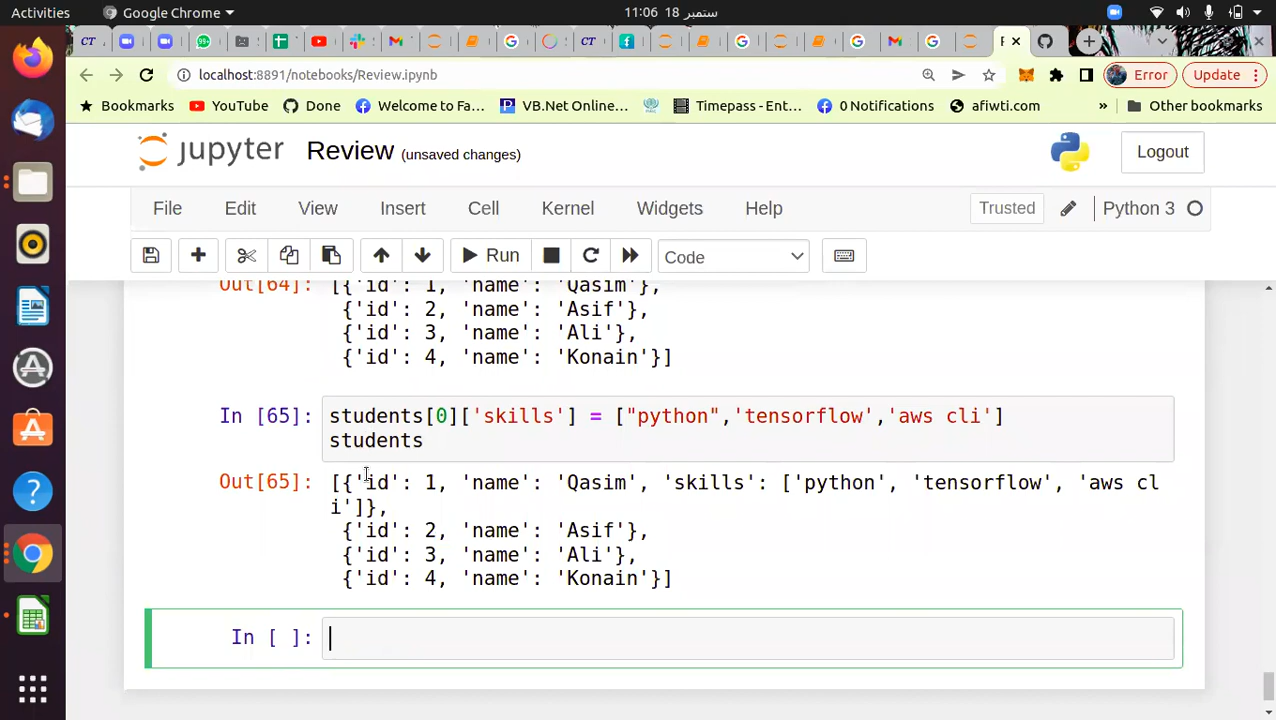 Activities
Google Chrome
11:06 ستمبر 18
CT
CT
localhost:8891/notebooks/Review.ipynb
Error
Update
Bookmarks
YouTube
Done
Welcome to Fa...
VB.Net Online...
Timepass - Ent...
0 Notifications
afiwti.com
»
Other bookmarks
jupyter
Review (unsaved changes)
Logout
File
Edit
View
Insert
Cell
Kernel
Widgets
Help
Trusted
Python 3
Run
Code
Out[64]: [{'id': 1, 'name': 'Qasim'},
{'id': 2, 'name': 'Asif'},
{'id': 3, 'name': 'Ali'},
{'id': 4, 'name': 'Konain'}]
In [65]: students[0]['skills'] = ["python",'tensorflow','aws cli']
students
Out[65]: [{'id': 1, 'name': 'Qasim', 'skills': ['python', 'tensorflow', 'aws cl
i']},
{'id': 2, 'name': 'Asif'},
{'id': 3, 'name': 'Ali'},
{'id': 4, 'name': 'Konain'}]
In [ ]: